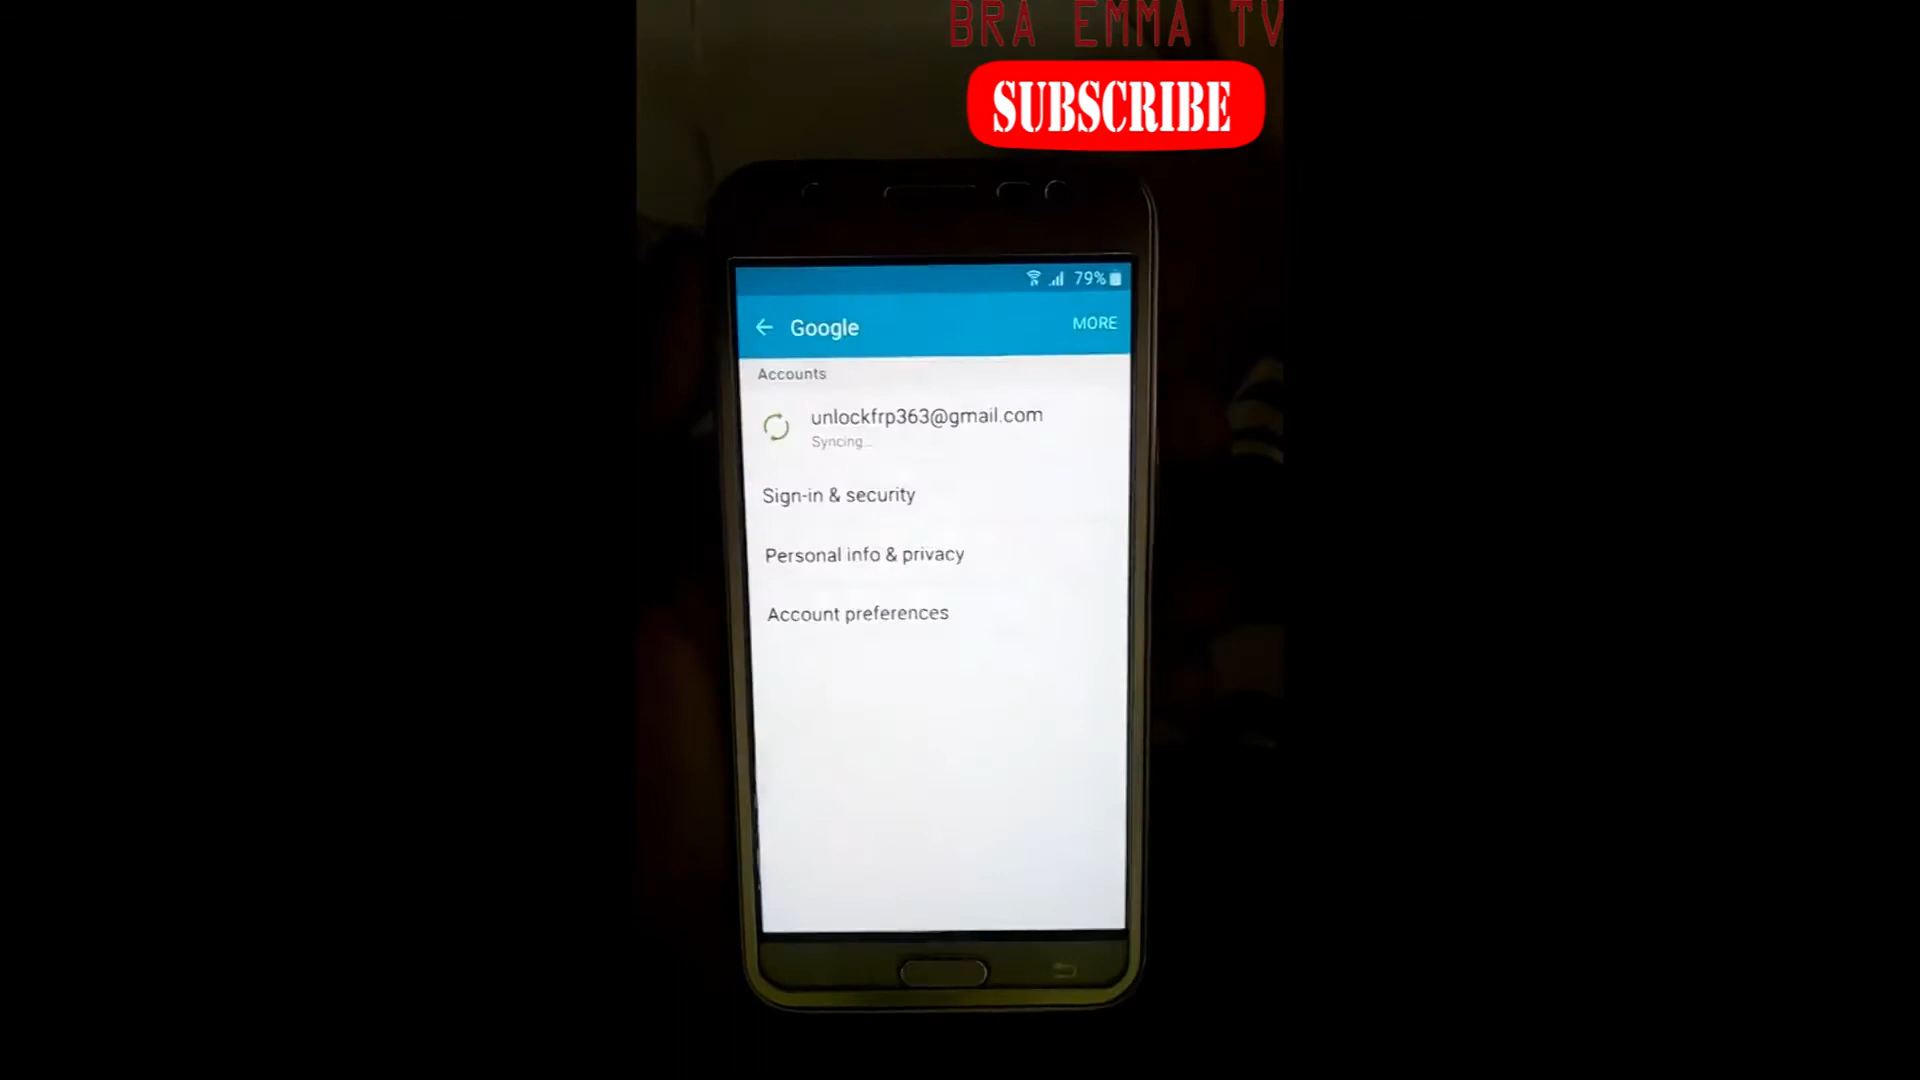 BRA EMMA TV
SUBSCRIBE
79%
Google
MORE
Accounts
unlockfrp363@gmail.com
Syncing...
Sign-in & security
Personal info & privacy
Account preferences